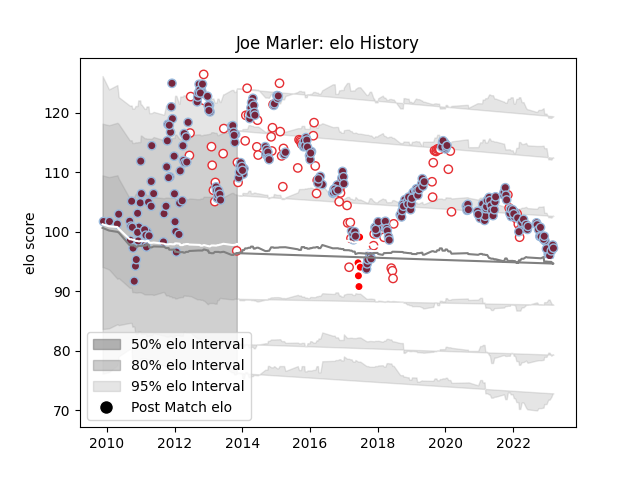 Joe Marler: elo History
elo score
120
110
100
90
80
70
50% elo Interval
80% elo Interval
95% elo Interval
Post Match elo
2010 2012 2014 2016 2018 2020 2022